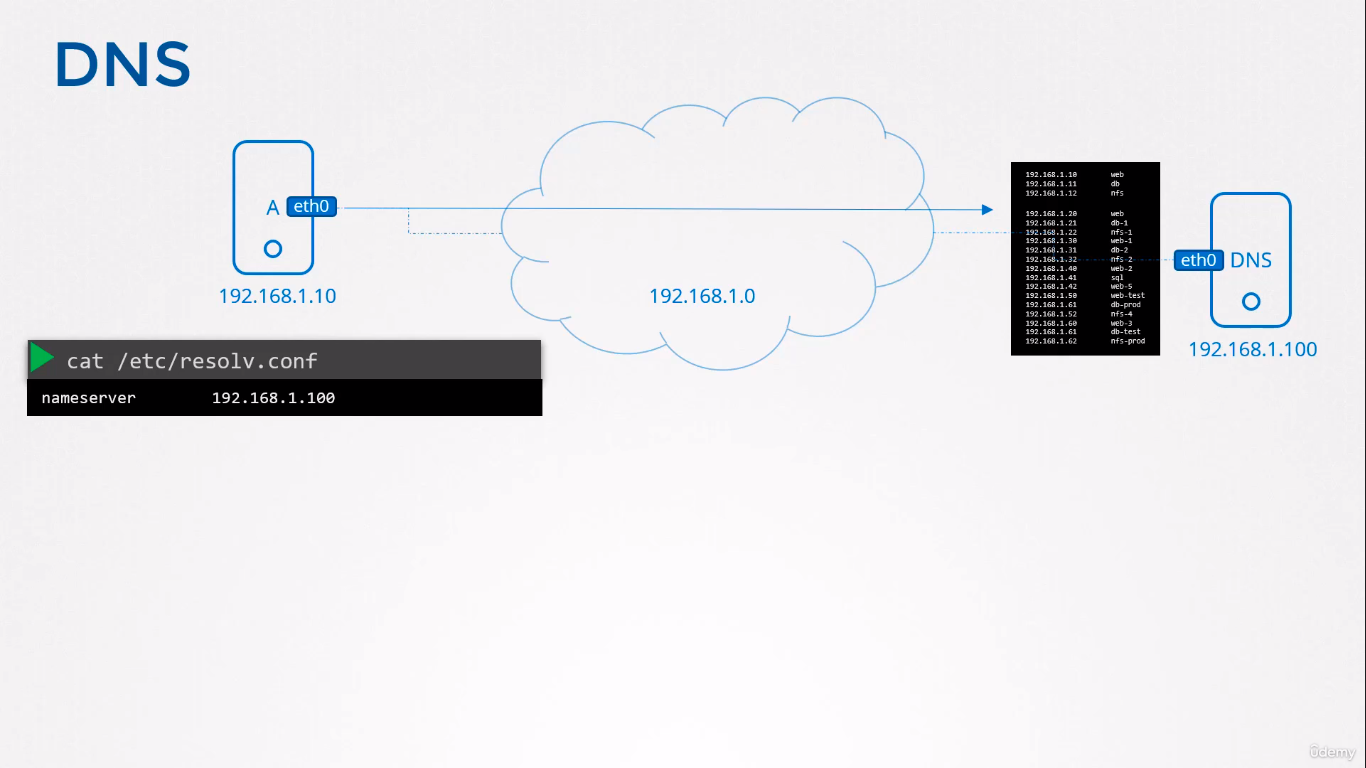 DNS
A eth0
192.168.1.10
192.168.1.0
192.168.1.10 web
192.168.1.11 db
192.168.1.12 nfs
192.168.1.20 web
192.168.1.21 db-1
192.168.1.22 nfs-1
192.168.1.30 web-1
192.168.1.31 db-2
192.168.1.32 nfs-2
192.168.1.40 web-2
192.168.1.41 sql
192.168.1.42 web-5
192.168.1.50 web-test
192.168.1.61 db-prod
192.168.1.52 nfs-4
192.168.1.60 web-3
192.168.1.61 db-test
192.168.1.62 nfs-prod
eth0 DNS
192.168.1.100
cat /etc/resolv.conf
nameserver 192.168.1.100
ûdemy